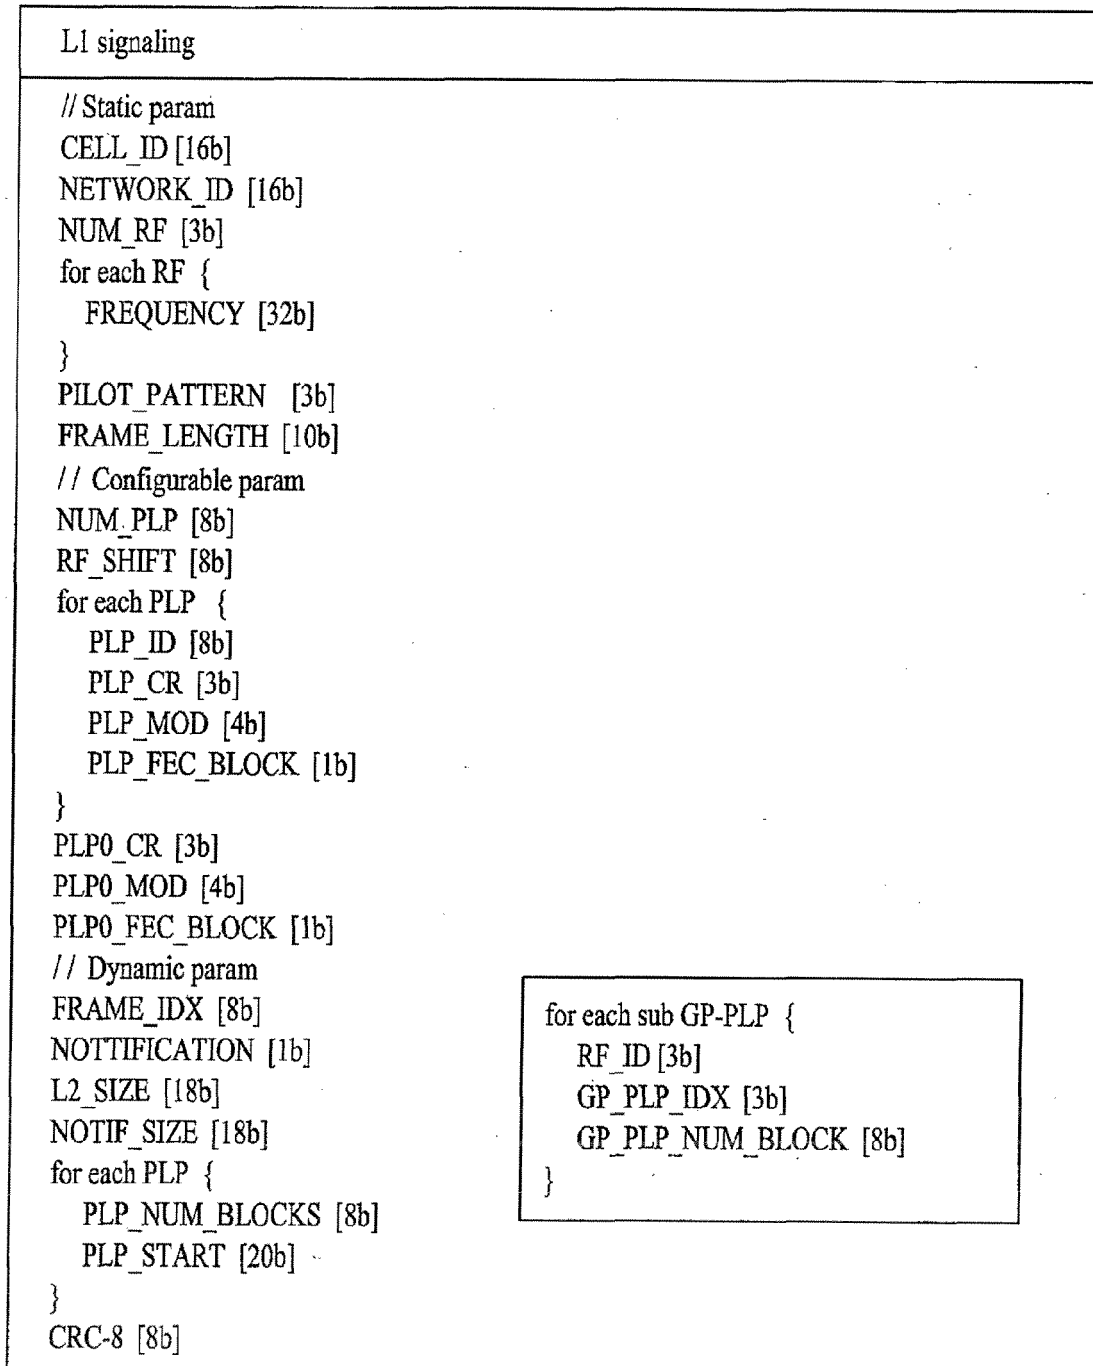 L1 signaling
// Static param
CELL_ID [16b]
NETWORK_ID [16b]
NUM_RF [3b]
for each RF {
FREQUENCY [32b]
}
PILOT_PATTERN [3b]
FRAME_LENGTH [10b]
// Configurable param
NUM_PLP [8b]
RF_SHIFT [8b]
for each PLP {
PLP_ID [8b]
PLP_CR [3b]
PLP_MOD [4b]
PLP_FEC_BLOCK [1b]
}
PLP0_CR [3b]
PLP0_MOD [4b]
PLP0_FEC_BLOCK [1b]
// Dynamic param
FRAME_IDX [8b]
NOTTIFICATION [1b]
L2_SIZE [18b]
NOTIF_SIZE [18b]
for each PLP {
PLP_NUM_BLOCKS [8b]
PLP_START [20b]
}
CRC-8 [8b]
for each sub GP-PLP {
RF_ID [3b]
GP_PLP_IDX [3b]
GP_PLP_NUM_BLOCK [8b]
}